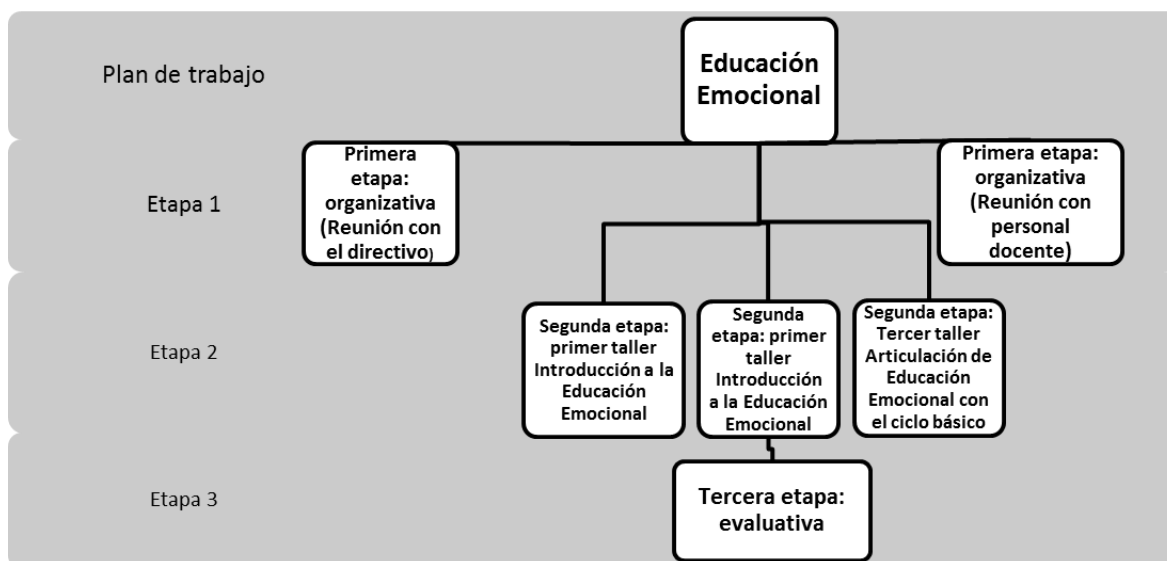 Plan de trabajo
Educación
Emocional
Etapa 1
Primera
etapa:
organizativa
(Reunión con
el directivo)
Primera etapa:
organizativa
(Reunión con
personal
docente)
Etapa 2
Segunda etapa:
primer taller
Introducción a la
Educación
Emocional
Segunda
etapa: primer
taller
Introducción
a la Educación
Emocional
Segunda etapa:
Tercer taller
Articulación de
Educación
Emocional con
el ciclo básico
Etapa 3
Tercera etapa:
evaluativa